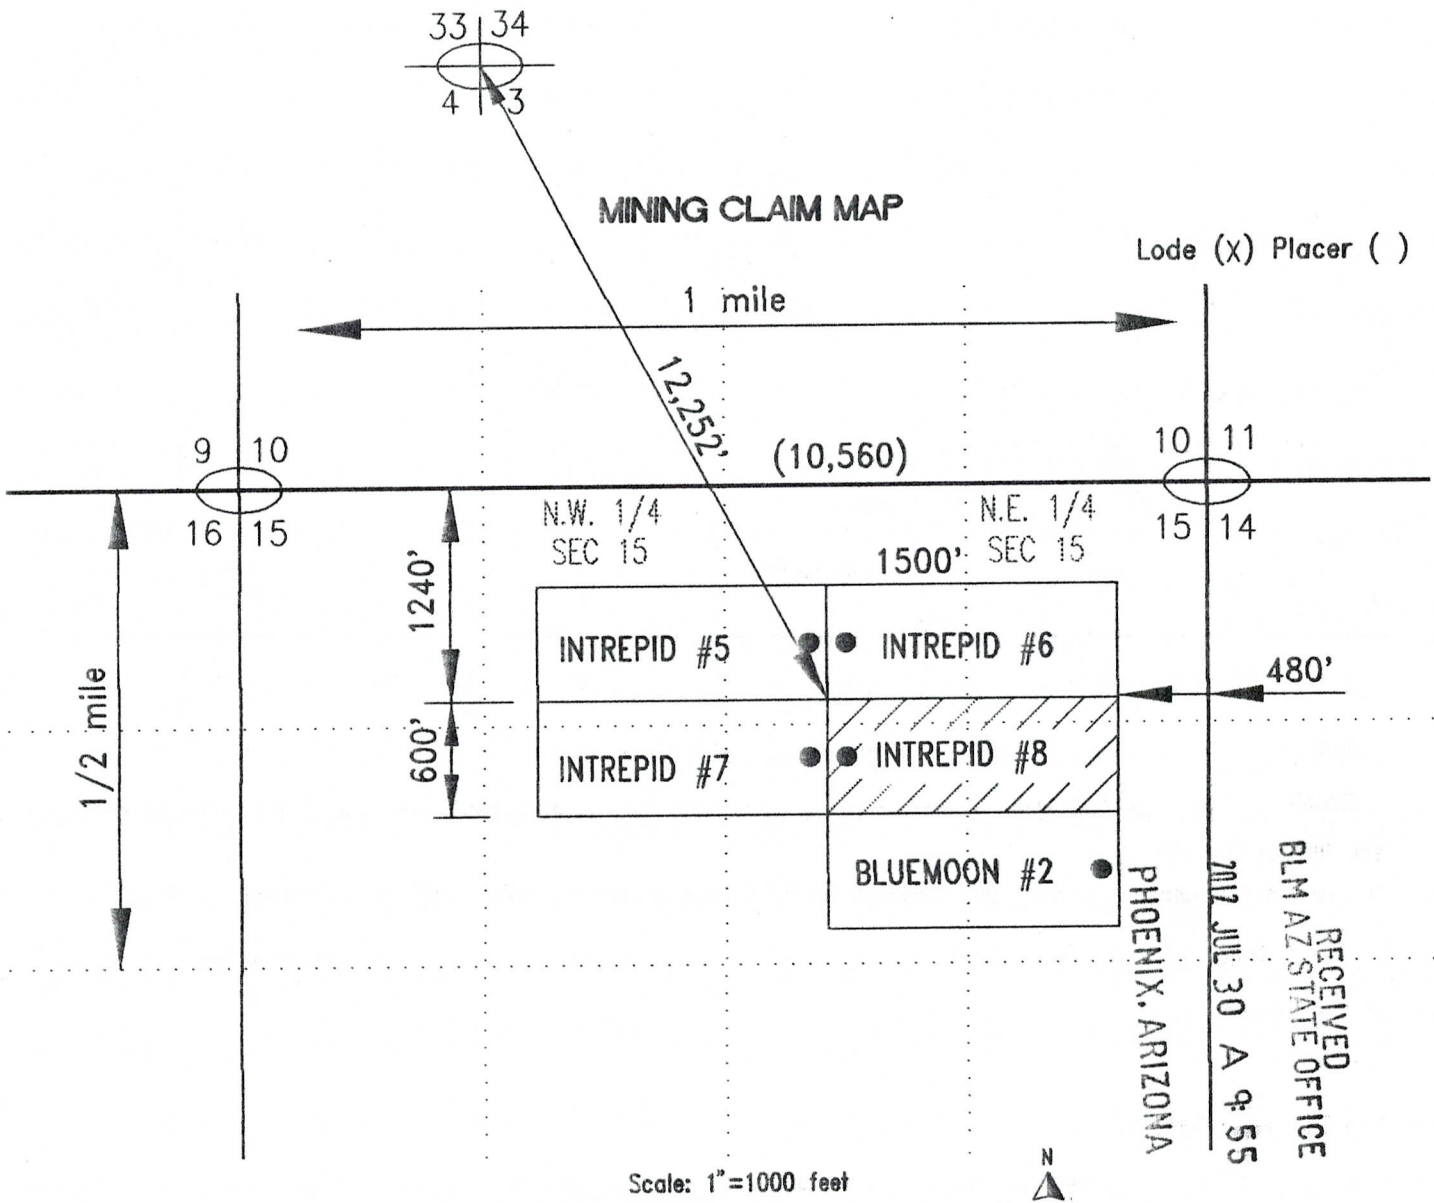 33 34
4 3
MINING CLAIM MAP
Lode (X) Placer ( )
1 mile
12,252'
(10,560)
9 10
16 15
10 11
15 14
N.W. 1/4
SEC 15
N.E. 1/4
SEC 15
1500'
1240'
600'
1/2 mile
480'
INTREPID #5
INTREPID #6
INTREPID #7
INTREPID #8
BLUEMOON #2
RECEIVED
BLM AZ STATE OFFICE
2012 JUL 30 A 9:55
PHOENIX, ARIZONA
Scale: 1"=1000 feet
N